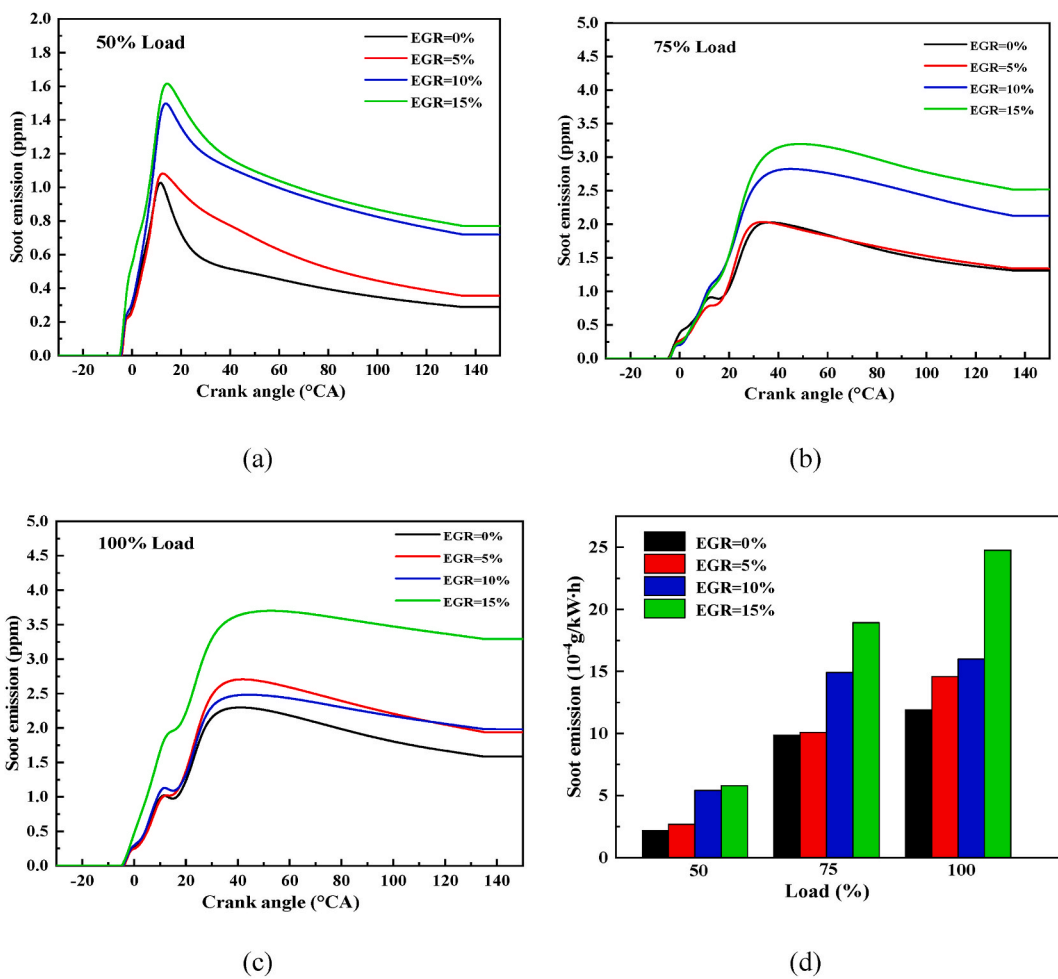 50% Load
EGR=0%
EGR=5%
EGR=10%
EGR=15%
Soot emission (ppm)
2.0
1.8
1.6
1.4
1.2
1.0
0.8
0.6
0.4
0.2
0.0
-20 0 20 40 60 80 100 120 140
Crank angle (°CA)
(a)
75% Load
EGR=0%
EGR=5%
EGR=10%
EGR=15%
Soot emission (ppm)
5.0
4.5
4.0
3.5
3.0
2.5
2.0
1.5
1.0
0.5
0.0
-20 0 20 40 60 80 100 120 140
Crank angle (°CA)
(b)
100% Load
EGR=0%
EGR=5%
EGR=10%
EGR=15%
Soot emission (ppm)
5.0
4.5
4.0
3.5
3.0
2.5
2.0
1.5
1.0
0.5
0.0
-20 0 20 40 60 80 100 120 140
Crank angle (°CA)
(c)
EGR=0%
EGR=5%
EGR=10%
EGR=15%
Soot emission (10⁻⁴g/kW·h)
25
20
15
10
5
0
50 75 100
Load (%)
(d)